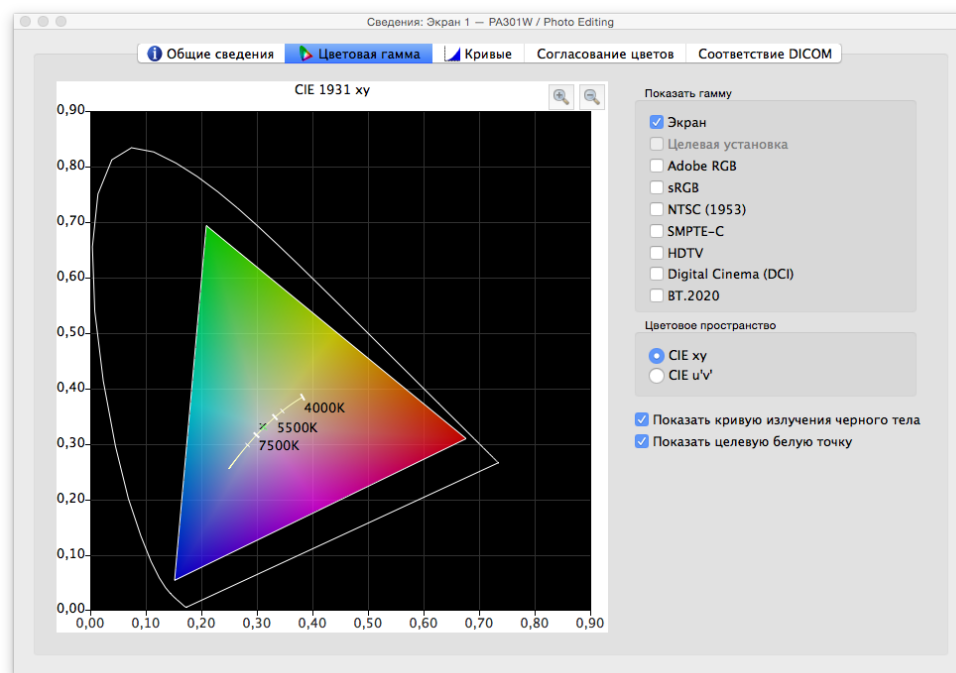 Сведения: Экран 1 — PA301W / Photo Editing
Общие сведения
Цветовая гамма
Кривые
Согласование цветов
Соответствие DICOM
CIE 1931 xy
0,90
0,80
0,70
0,60
0,50
0,40
0,30
0,20
0,10
0,00
4000K
5500K
7500K
0,00 0,10 0,20 0,30 0,40 0,50 0,60 0,70 0,80 0,90
Показать гамму
Экран
Целевая установка
Adobe RGB
sRGB
NTSC (1953)
SMPTE-C
HDTV
Digital Cinema (DCI)
BT.2020
Цветовое пространство
CIE xy
CIE u'v'
Показать кривую излучения черного тела
Показать целевую белую точку